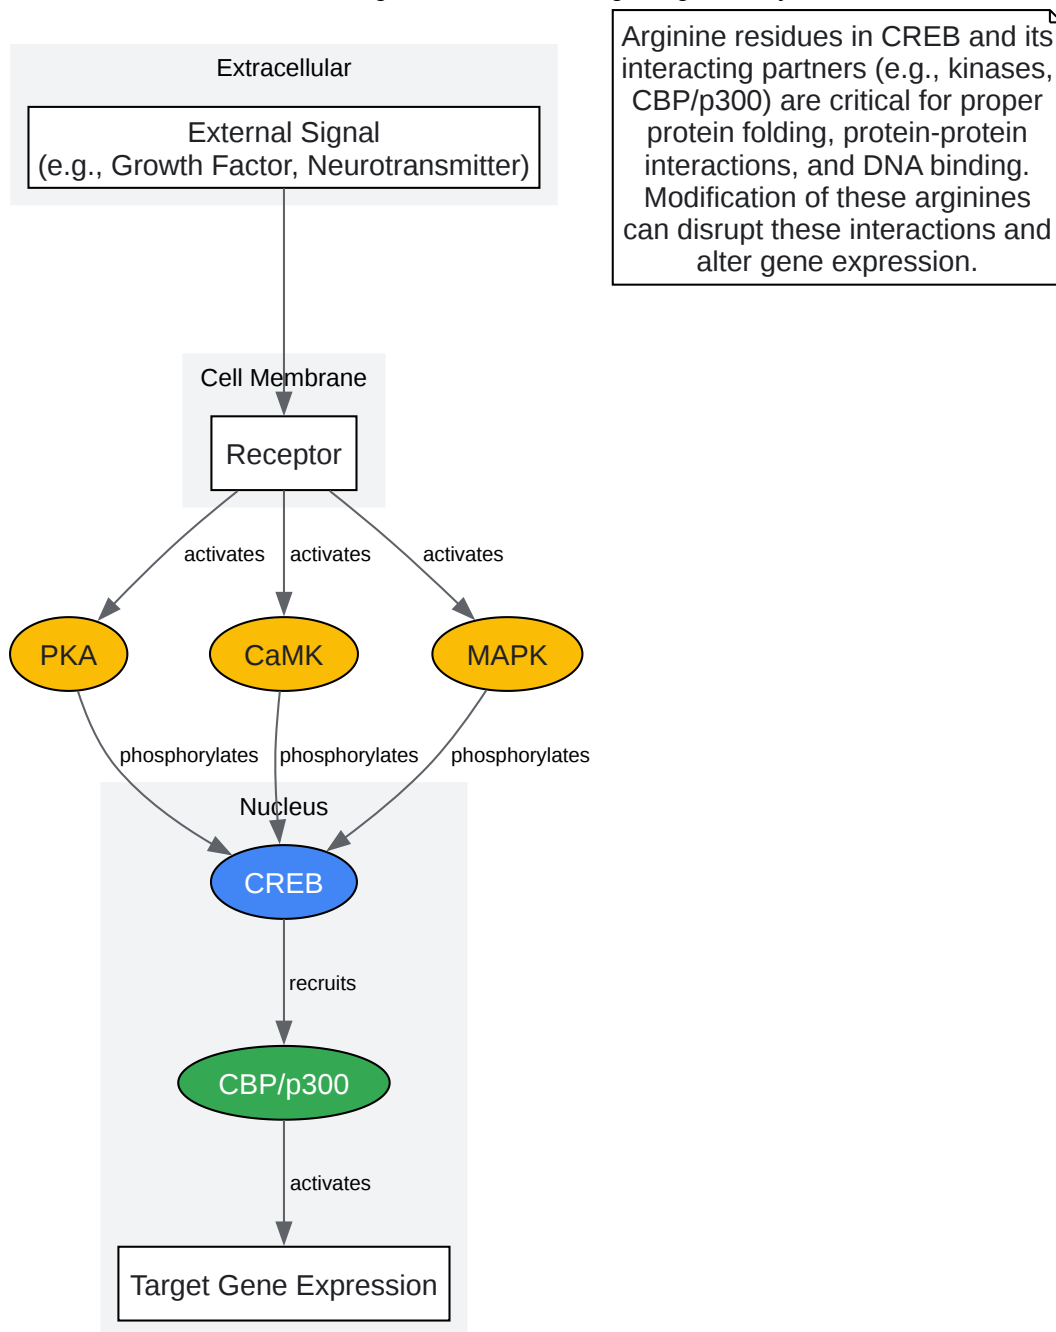 Extracellular
External Signal
(e.g., Growth Factor, Neurotransmitter)
Arginine residues in CREB and its
interacting partners (e.g., kinases,
CBP/p300) are critical for proper
protein folding, protein-protein
interactions, and DNA binding.
Modification of these arginines
can disrupt these interactions and
alter gene expression.
Cell Membrane
Receptor
activates
activates
activates
PKA
CaMK
MAPK
phosphorylates
phosphorylates
phosphorylates
Nucleus
CREB
recruits
CBP/p300
activates
Target Gene Expression